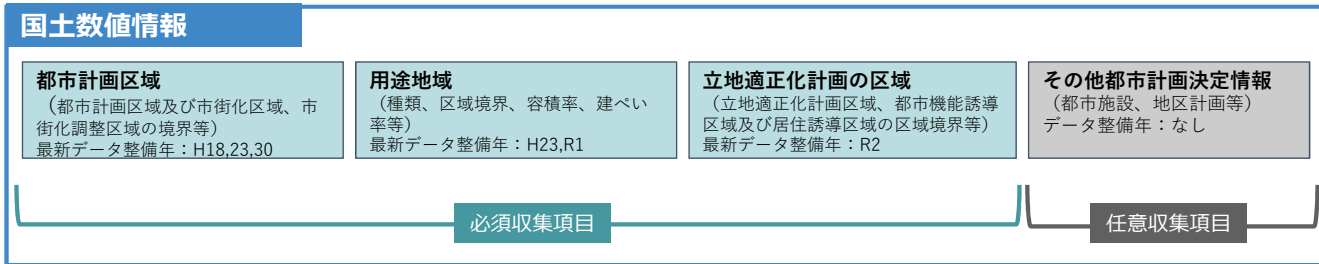 国土数値情報
都市計画区域
（都市計画区域及び市街化区域、市
街化調整区域の境界等）
最新データ整備年：H18,23,30
用途地域
（種類、区域境界、容積率、建ぺい
率等）
最新データ整備年：H23,R1
立地適正化計画の区域
（立地適正化計画区域、都市機能誘導
区域及び居住誘導区域の区域境界等）
最新データ整備年：R2
その他都市計画決定情報
（都市施設、地区計画等）
データ整備年：なし
必須収集項目
任意収集項目